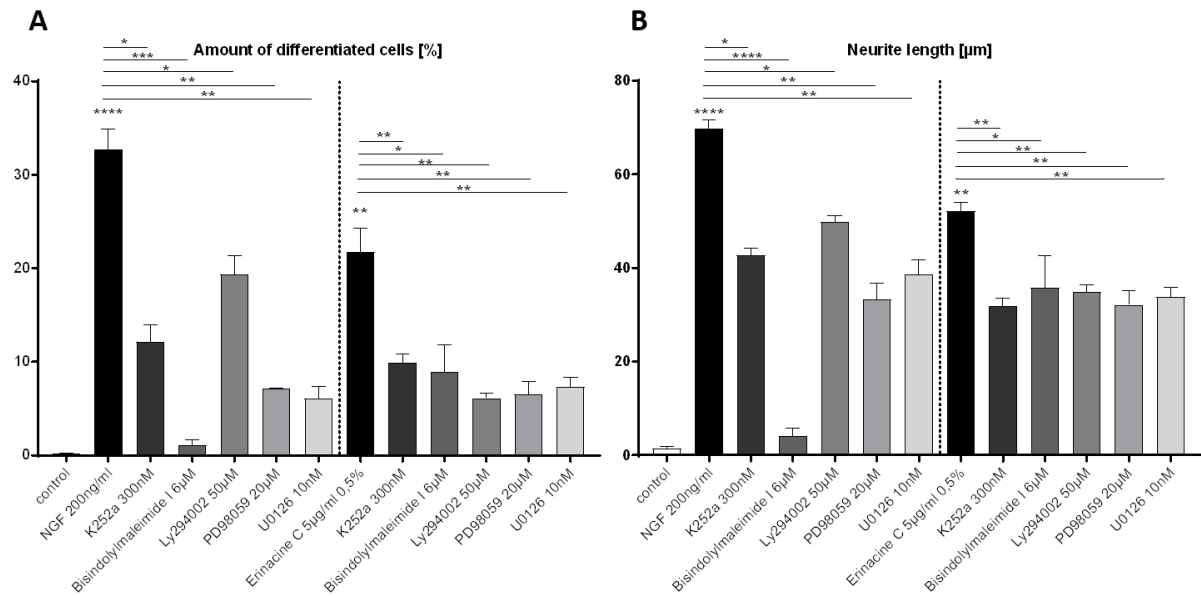 A
Amount of differentiated cells [%]
*
***
*
**
**
****
**
*
**
**
**
**
40
30
20
10
0
control
NGF 200ng/ml
K252a 300nM
Bisindolylmaleimide I 6µM
Ly294002 50µM
PD98059 20µM
U0126 10nM
Erinacine C 5µg/ml 0,5%
K252a 300nM
Bisindolylmaleimide I 6µM
Ly294002 50µM
PD98059 20µM
U0126 10nM
B
Neurite length [µm]
*
****
*
**
**
****
**
*
**
**
**
**
80
60
40
20
0
control
NGF 200ng/ml
K252a 300nM
Bisindolylmaleimide I 6µM
Ly294002 50µM
PD98059 20µM
U0126 10nM
Erinacine C 5µg/ml 0,5%
K252a 300nM
Bisindolylmaleimide I 6µM
Ly294002 50µM
PD98059 20µM
U0126 10nM